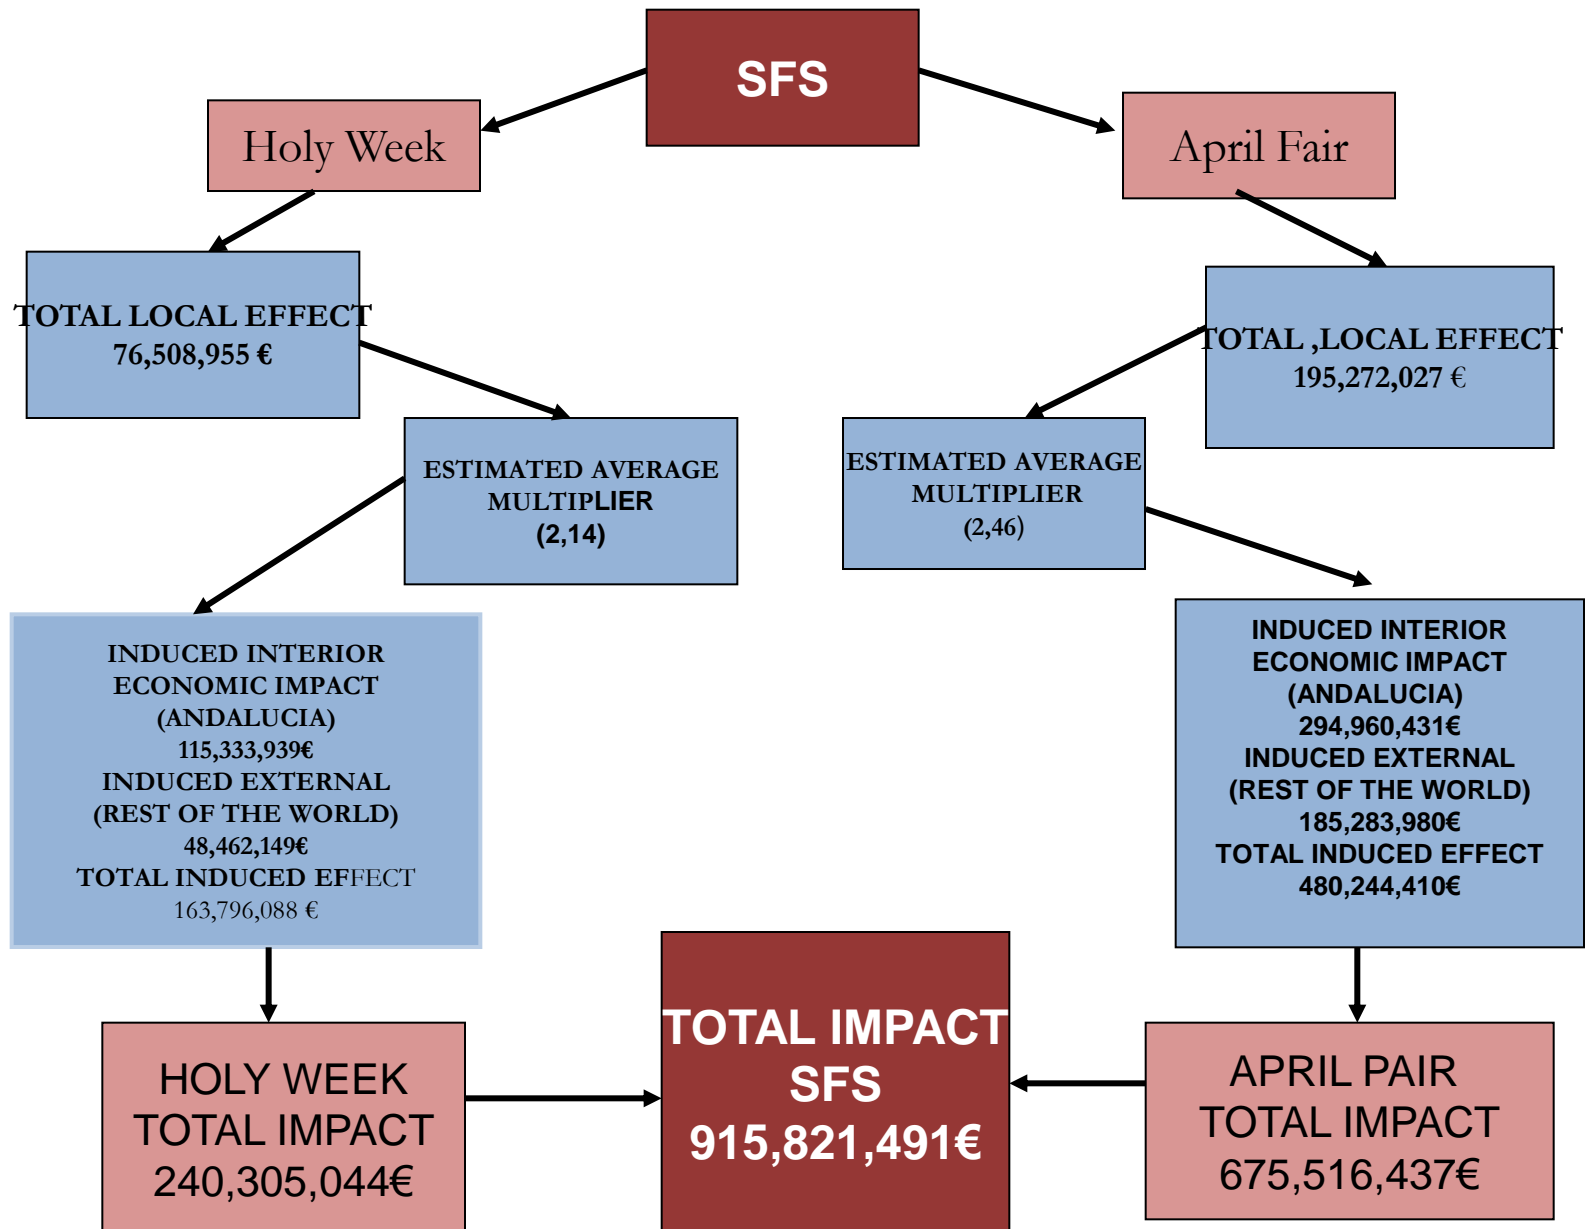 SFS
Holy Week
April Fair
TOTAL LOCAL EFFECT
76,508,955 €
TOTAL ,LOCAL EFFECT
195,272,027 €
ESTIMATED AVERAGE
MULTIPLIER
(2,14)
ESTIMATED AVERAGE
MULTIPLIER
(2,46)
INDUCED INTERIOR
ECONOMIC IMPACT
(ANDALUCIA)
115,333,939€
INDUCED EXTERNAL
(REST OF THE WORLD)
48,462,149€
TOTAL INDUCED EFFECT
163,796,088 €
INDUCED INTERIOR
ECONOMIC IMPACT
(ANDALUCIA)
294,960,431€
INDUCED EXTERNAL
(REST OF THE WORLD)
185,283,980€
TOTAL INDUCED EFFECT
480,244,410€
HOLY WEEK
TOTAL IMPACT
240,305,044€
TOTAL IMPACT
SFS
915,821,491€
APRIL PAIR
TOTAL IMPACT
675,516,437€